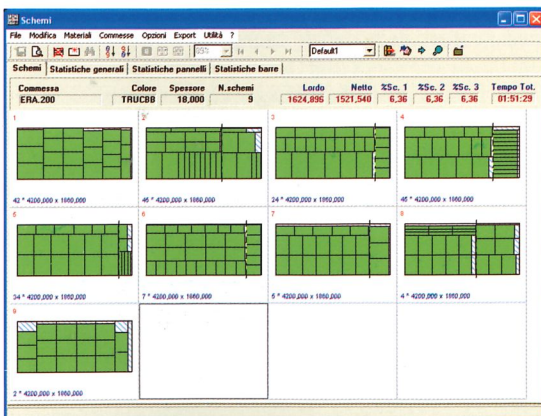 Schemi
File Modifica Materiali Commesse Opzioni Export Utilità ?
Default1
Schemi Statistiche generali Statistiche pannelli Statistiche barre
Commessa Colore Spessore N.schemi Lordo Netto %Sc. 1 %Sc. 2 %Sc. 3 Tempo Tot.
ERA.200 TRUCBB 18,000 9 1624,896 1521,540 6,36 6,36 6,36 01:51:29
1 2 3 4
42 * 4200,000 x 1860,000 46 * 4200,000 x 1860,000 24 * 4200,000 x 1860,000 45 * 4200,000 x 1860,000
5 6 7 8
34 * 4200,000 x 1860,000 7 * 4200,000 x 1860,000 6 * 4200,000 x 1860,000 4 * 4200,000 x 1860,000
9
2 * 4200,000 x 1860,000